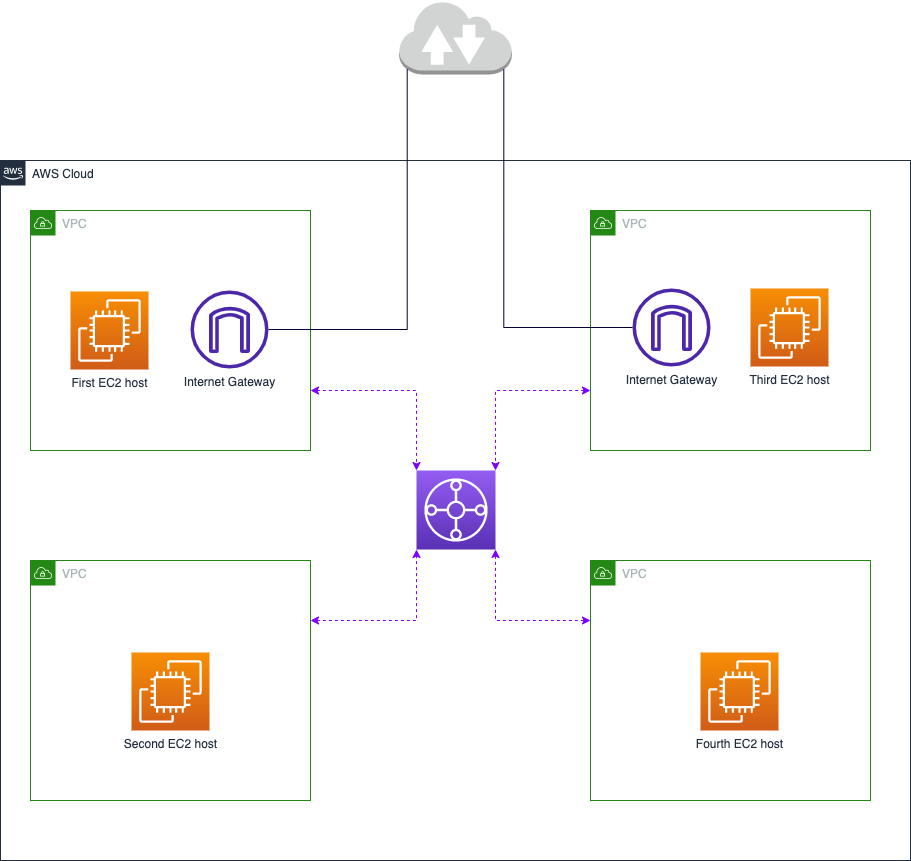 aws
AWS Cloud
VPC
VPC
First EC2 host
Internet Gateway
Internet Gateway
Third EC2 host
VPC
VPC
Second EC2 host
Fourth EC2 host